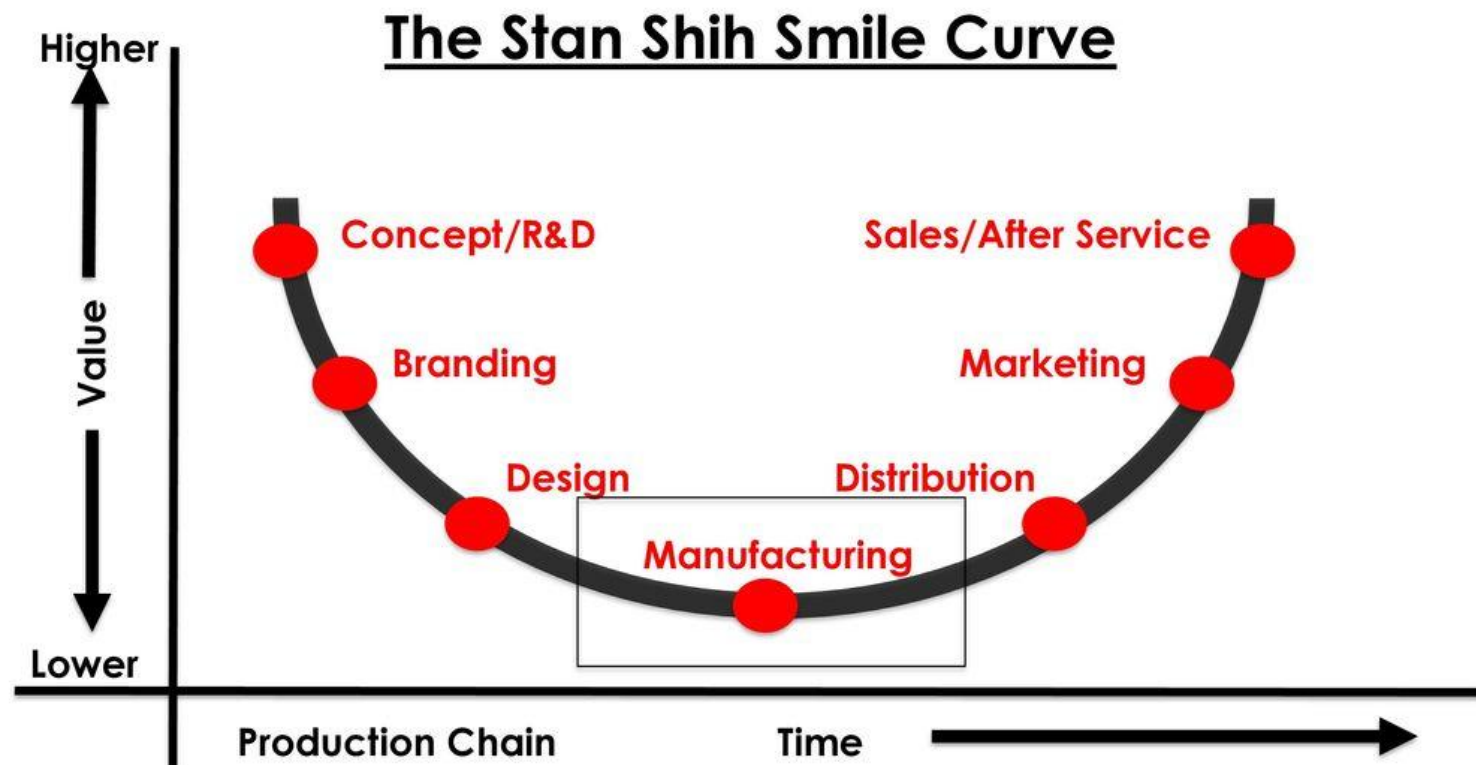 The Stan Shih Smile Curve
Higher
Value
Lower
Concept/R&D
Branding
Design
Manufacturing
Distribution
Marketing
Sales/After Service
Production Chain
Time